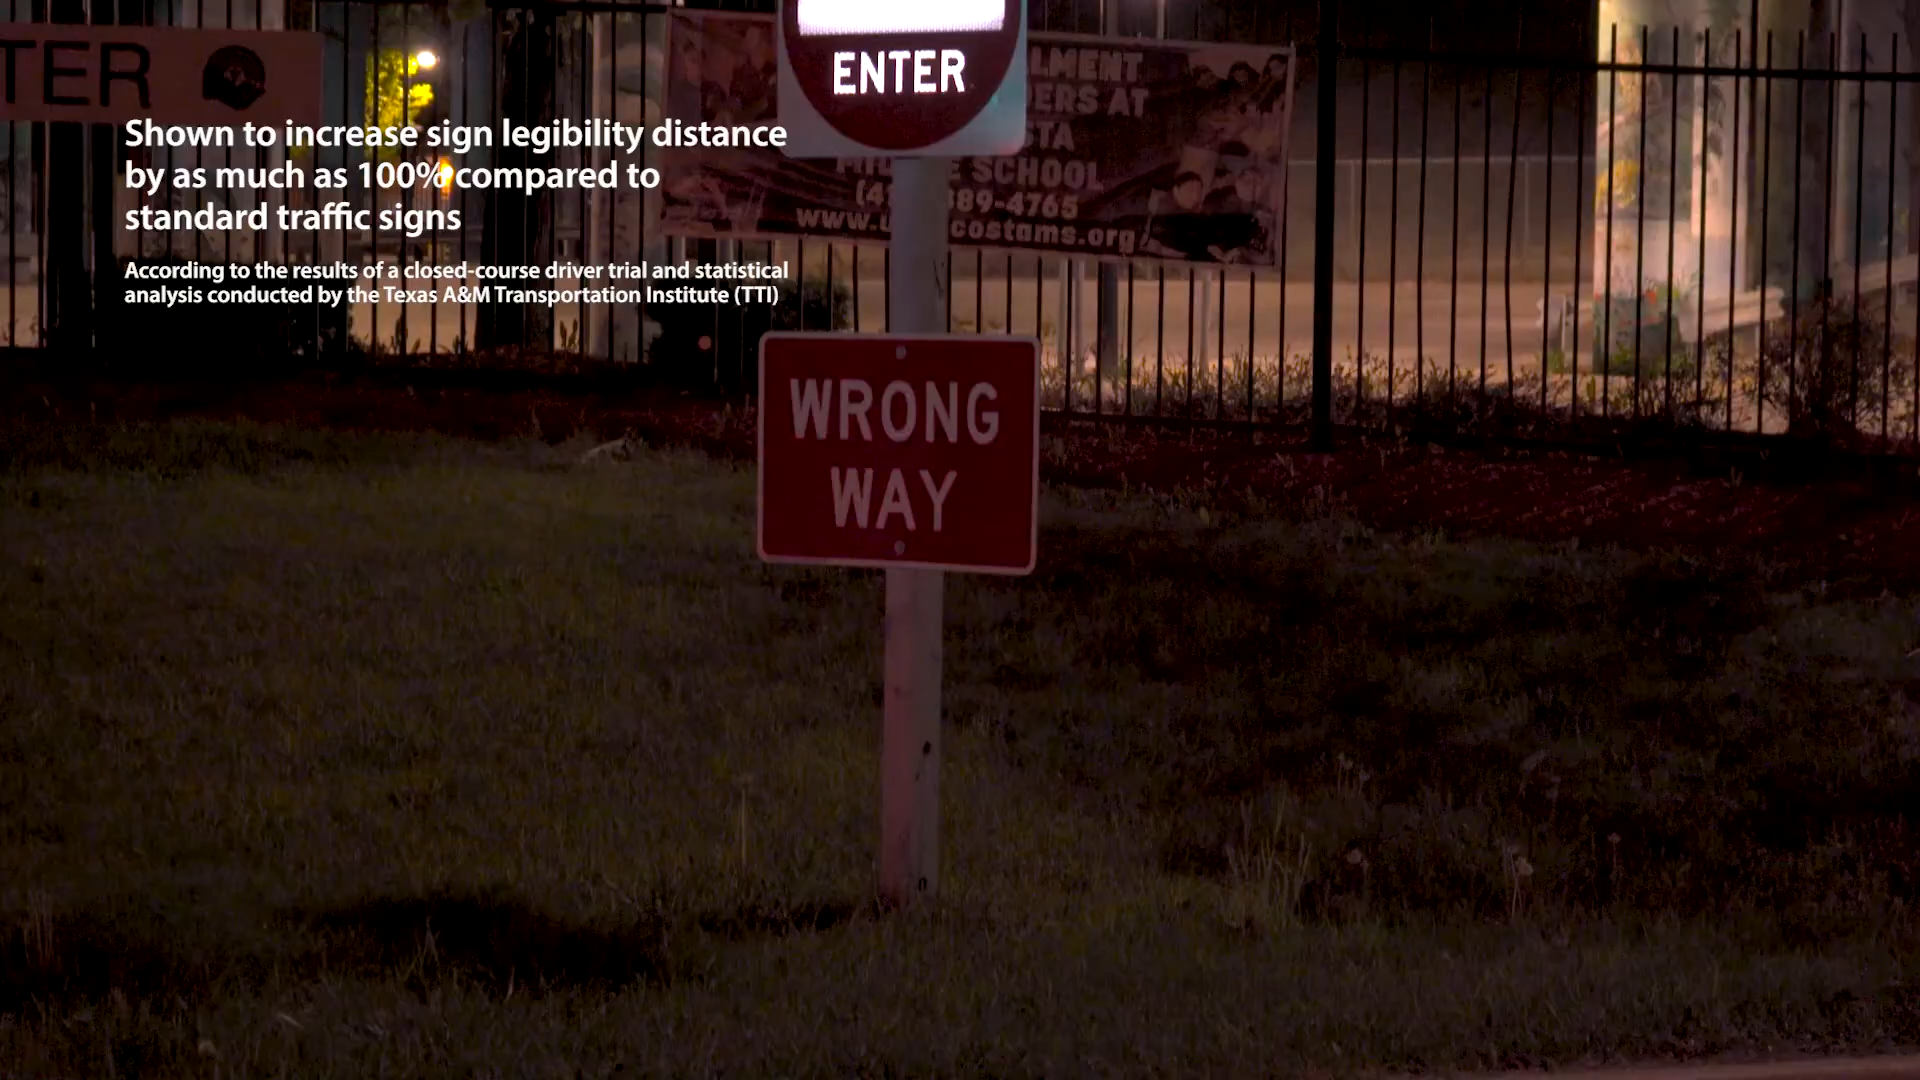 TER
ENTER
LMENT
ERS AT
STA
SCHOOL
89-4765
costams.org
Shown to increase sign legibility distance
by as much as 100% compared to
standard traffic signs
According to the results of a closed-course driver trial and statistical
analysis conducted by the Texas A&M Transportation Institute (TTI)
WRONG
WAY